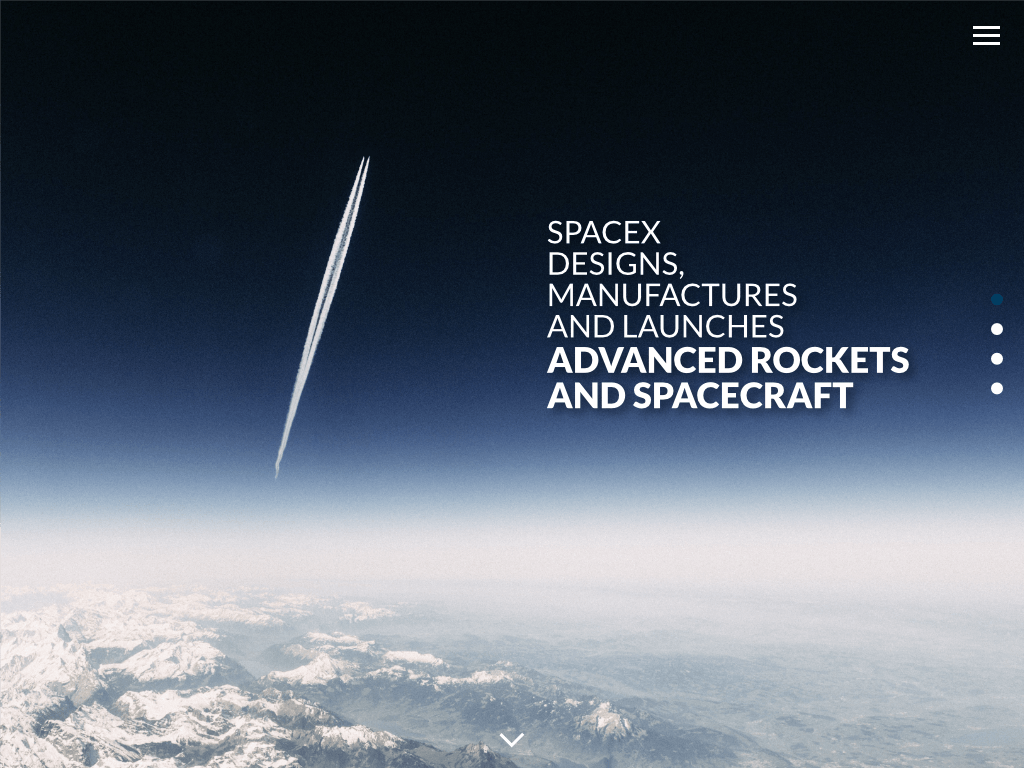 SPACEX
DESIGNS,
MANUFACTURES
AND LAUNCHES
ADVANCED ROCKETS
AND SPACECRAFT